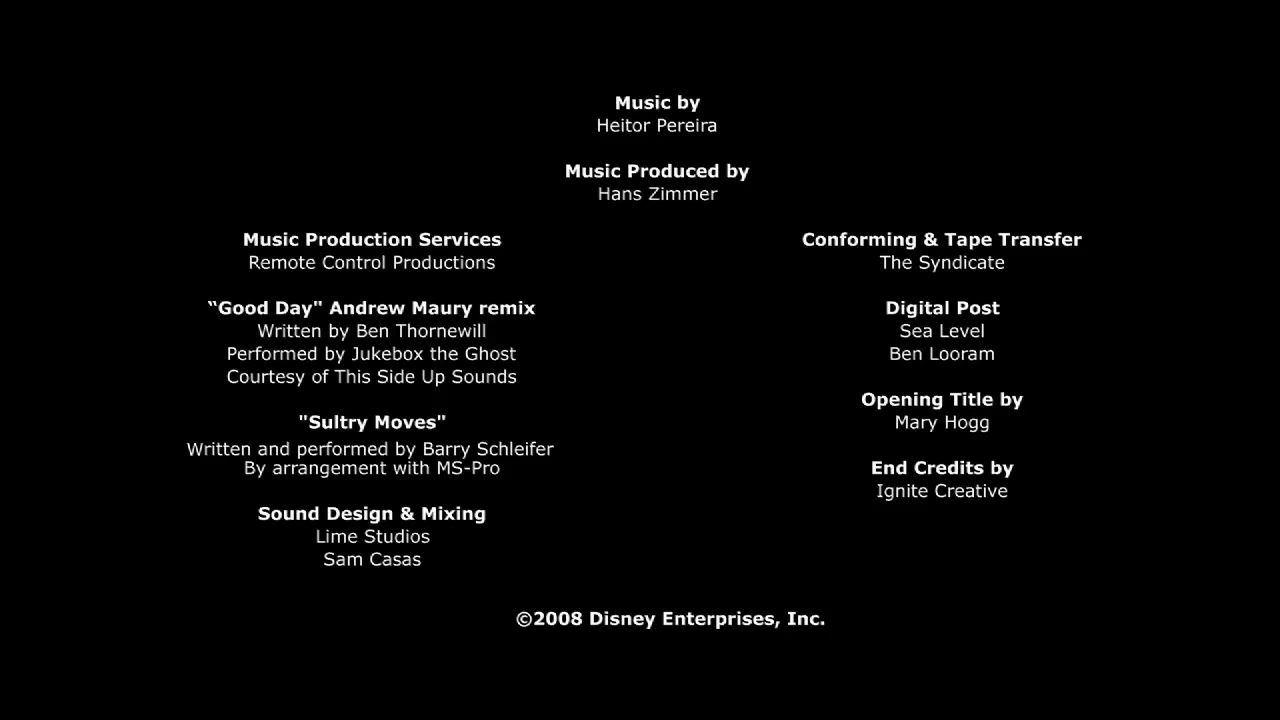 Music by
Heitor Pereira
Music Produced by
Hans Zimmer
Music Production Services
Remote Control Productions
“Good Day" Andrew Maury remix
Written by Ben Thornewill
Performed by Jukebox the Ghost
Courtesy of This Side Up Sounds
"Sultry Moves"
Written and performed by Barry Schleifer
By arrangement with MS-Pro
Sound Design & Mixing
Lime Studios
Sam Casas
Conforming & Tape Transfer
The Syndicate
Digital Post
Sea Level
Ben Looram
Opening Title by
Mary Hogg
End Credits by
Ignite Creative
©2008 Disney Enterprises, Inc.